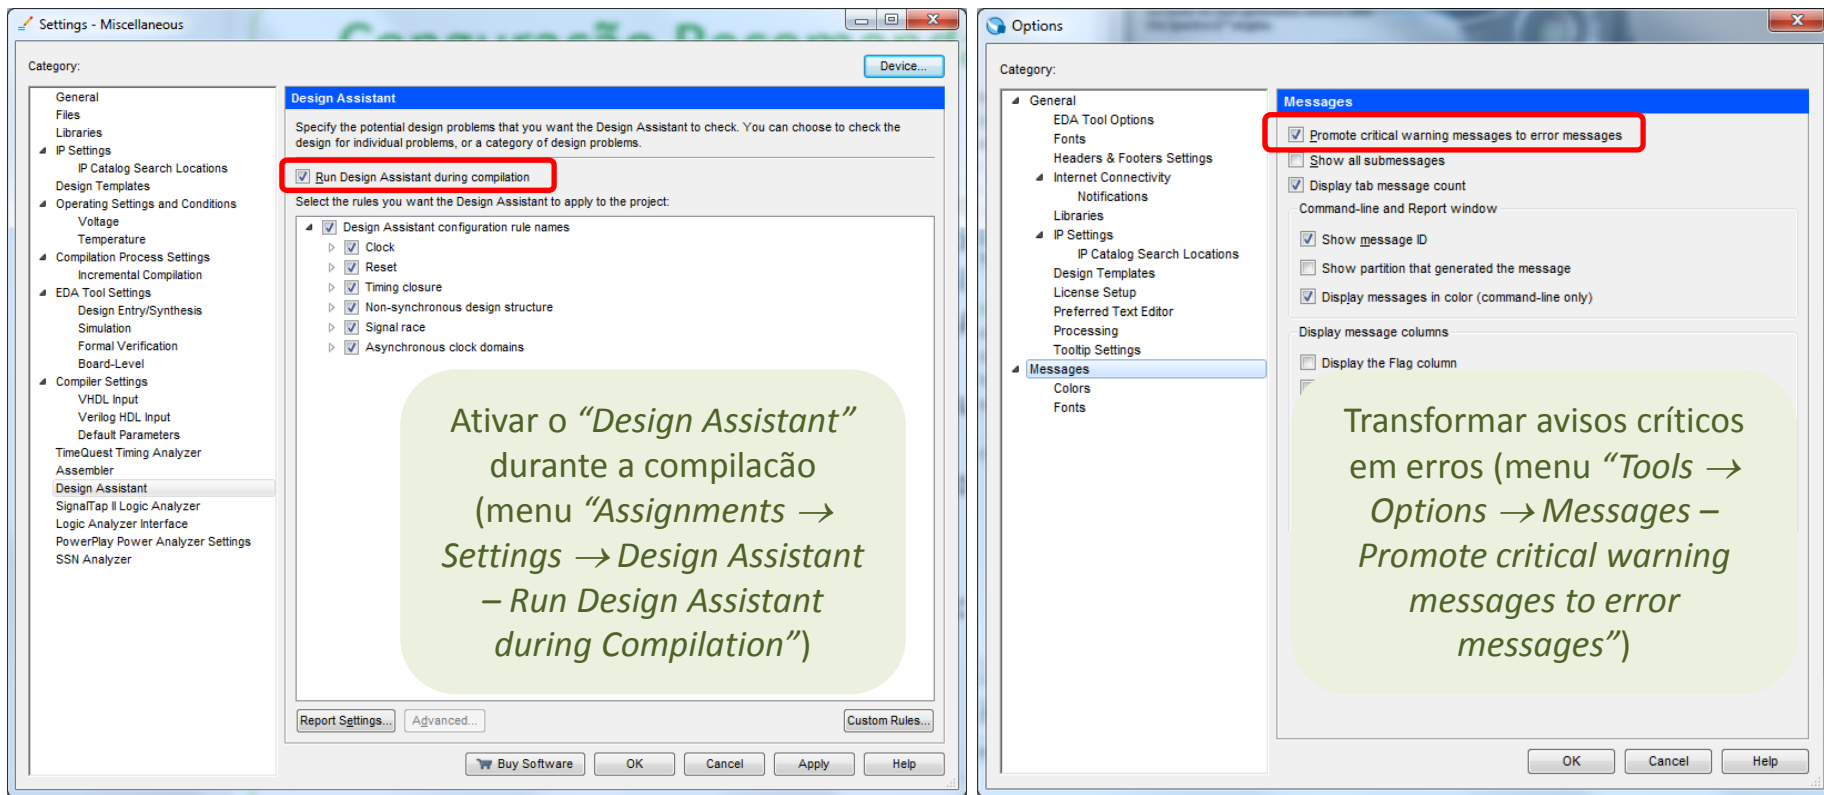 Settings - Miscellaneous
Category:
Device...
General
Files
Libraries
IP Settings
IP Catalog Search Locations
Design Templates
Operating Settings and Conditions
Voltage
Temperature
Compilation Process Settings
Incremental Compilation
EDA Tool Settings
Design Entry/Synthesis
Simulation
Formal Verification
Board-Level
Compiler Settings
VHDL Input
Verilog HDL Input
Default Parameters
TimeQuest Timing Analyzer
Assembler
Design Assistant
SignalTap II Logic Analyzer
Logic Analyzer Interface
PowerPlay Power Analyzer Settings
SSN Analyzer
Design Assistant
Specify the potential design problems that you want the Design Assistant to check. You can choose to check the
design for individual problems, or a category of design problems.
Run Design Assistant during compilation
Select the rules you want the Design Assistant to apply to the project:
Design Assistant configuration rule names
Clock
Reset
Timing closure
Non-synchronous design structure
Signal race
Asynchronous clock domains
Ativar o “Design Assistant”
durante a compilacão
(menu “Assignments →
Settings → Design Assistant
– Run Design Assistant
during Compilation”)
Report Settings...
Advanced...
Custom Rules...
Buy Software
OK
Cancel
Apply
Help
Options
Category:
General
EDA Tool Options
Fonts
Headers & Footers Settings
Internet Connectivity
Notifications
Libraries
IP Settings
IP Catalog Search Locations
Design Templates
License Setup
Preferred Text Editor
Processing
Tooltip Settings
Messages
Colors
Fonts
Messages
Promote critical warning messages to error messages
Show all submessages
Display tab message count
Command-line and Report window
Show message ID
Show partition that generated the message
Display messages in color (command-line only)
Display message columns
Display the Flag column
Transformar avisos críticos
em erros (menu “Tools →
Options → Messages –
Promote critical warning
messages to error
messages”)
OK
Cancel
Help